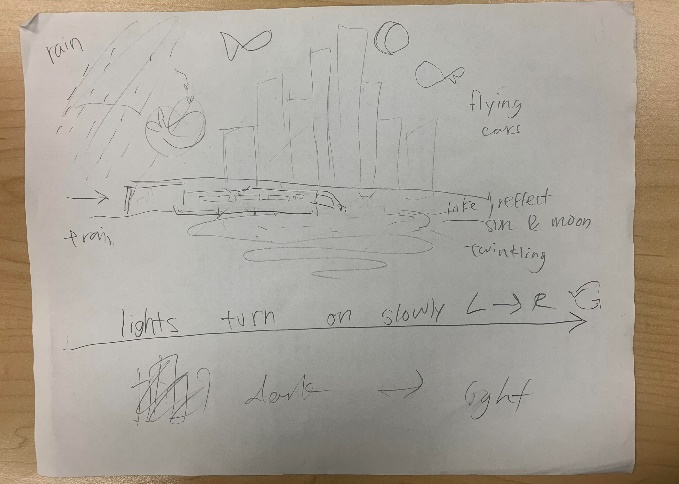 rain
flying
cars
train
lake
reflect
sun & moon
twinkling
lights turn on slowly L → R
dark → light